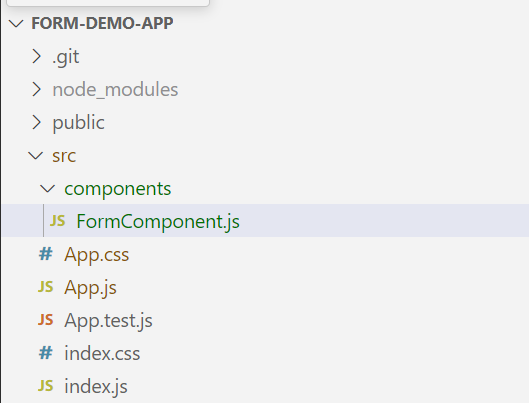 FORM-DEMO-APP
.git
node_modules
public
src
components
JS FormComponent.js
# App.css
JS App.js
JS App.test.js
# index.css
JS index.js